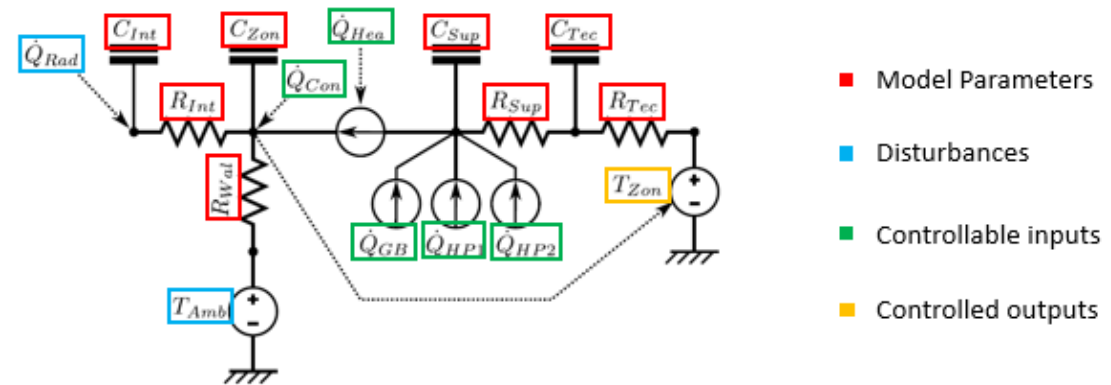 C_Int C_Zon Q̇_Hea C_Sup C_Tec
Q̇_Rad Q̇_Con
R_Int R_Sup R_Tec
R_Wal T_Zon
Q̇_GB Q̇_HP1 Q̇_HP2
T_Amb
Model Parameters
Disturbances
Controllable inputs
Controlled outputs